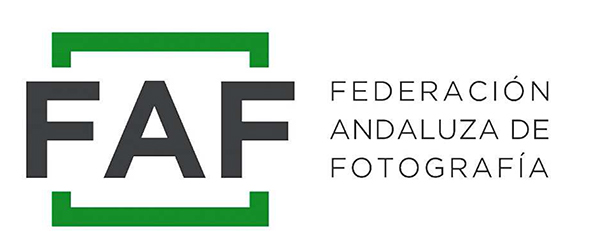 FAF
FEDERACIÓN
ANDALUZA DE
FOTOGRAFÍA